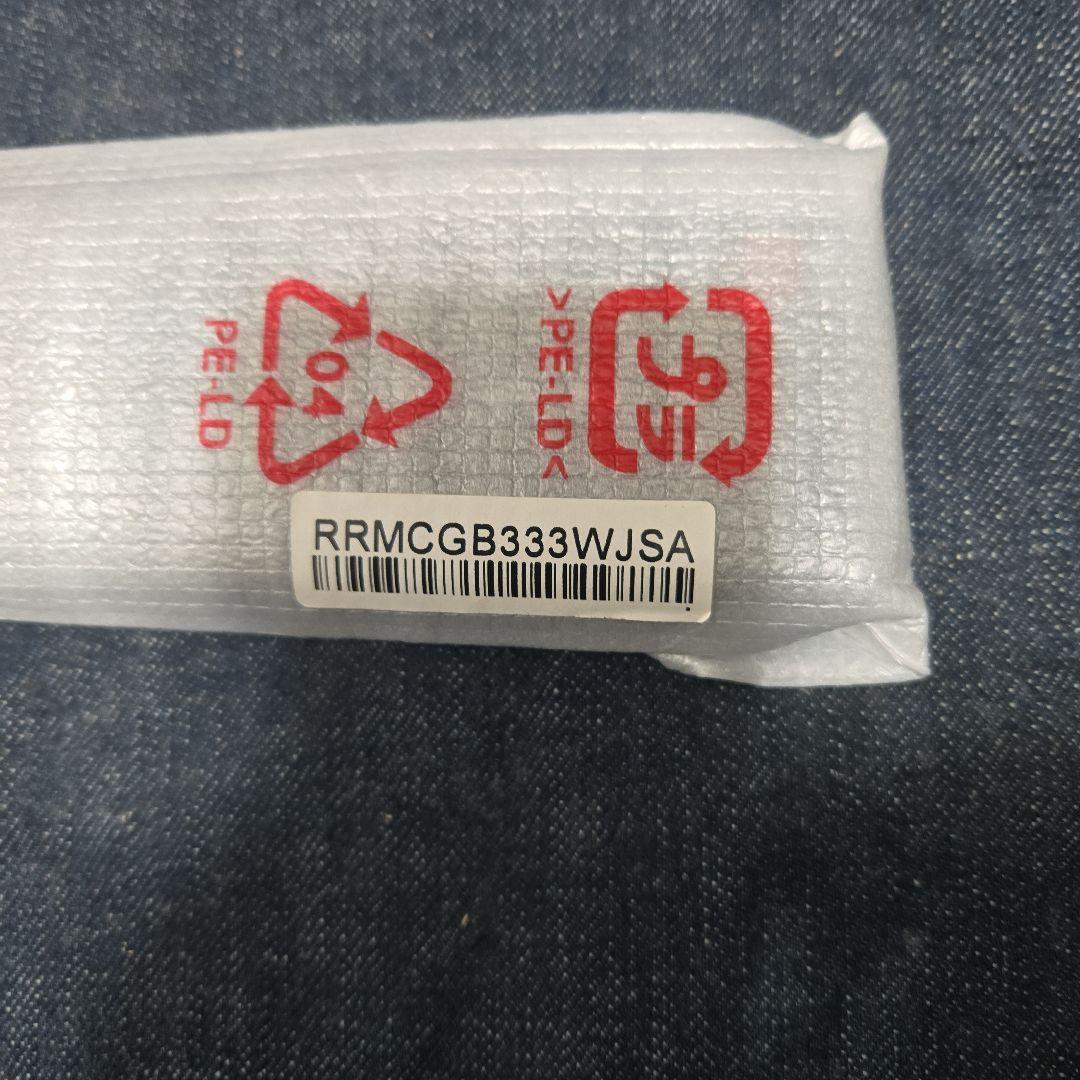 04
PE-LD
プラ
>PE-LD<
RRMCGB333WJSA